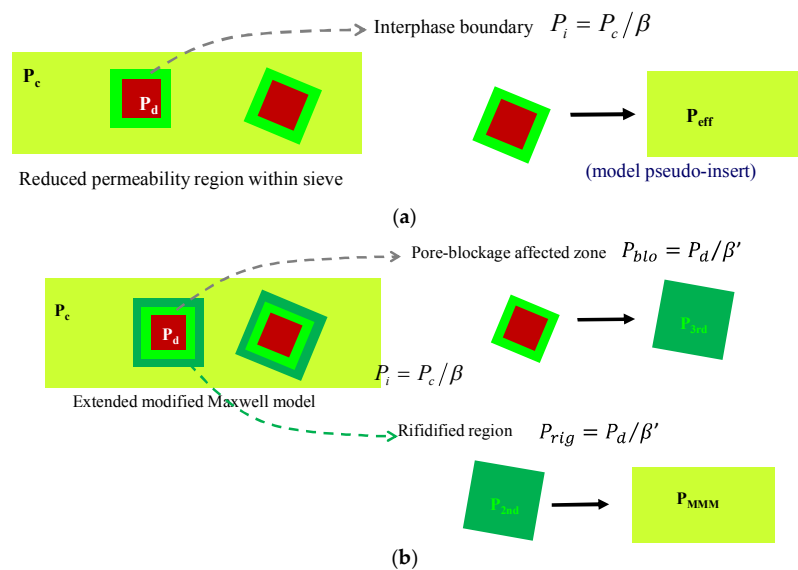 Interphase boundary P_i = P_c/β
P_c
P_d
P_eff
(model pseudo-insert)
Reduced permeability region within sieve
(a)
Pore-blockage affected zone P_blo = P_d/β'
P_c
P_d
P_3rd
P_i = P_c/β
Extended modified Maxwell model
Rifidified region P_rig = P_d/β'
P_2nd
P_MMM
(b)